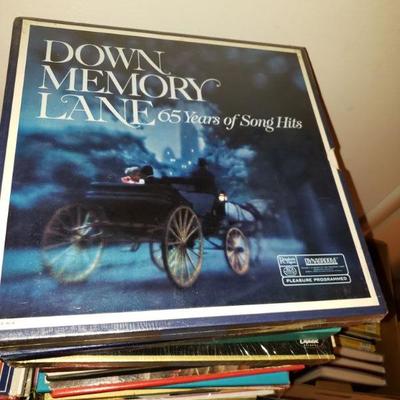 DOWN
MEMORY
LANE 65 Years of Song Hits
DYNAGROOVE
PLEASURE PROGRAMMED